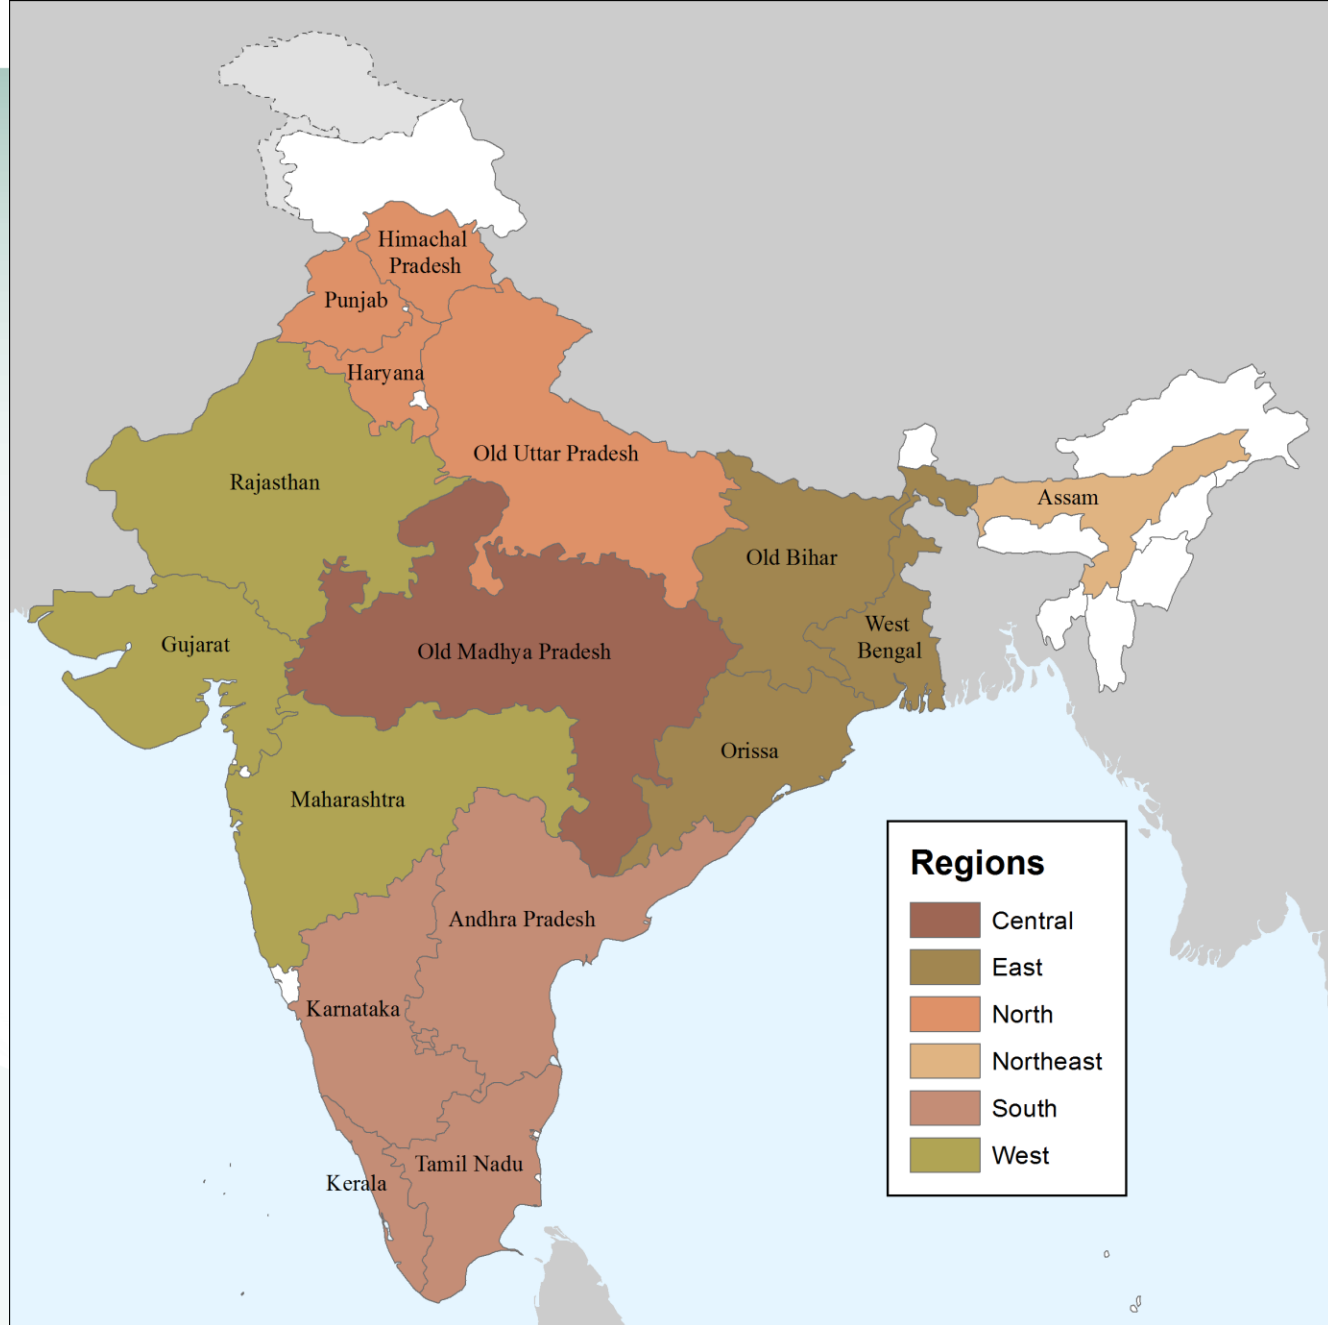 Himachal
Pradesh
Punjab
Haryana
Old Uttar Pradesh
Rajasthan
Assam
Old Bihar
West
Bengal
Gujarat
Old Madhya Pradesh
Orissa
Maharashtra
Andhra Pradesh
Karnataka
Tamil Nadu
Kerala
Regions
Central
East
North
Northeast
South
West